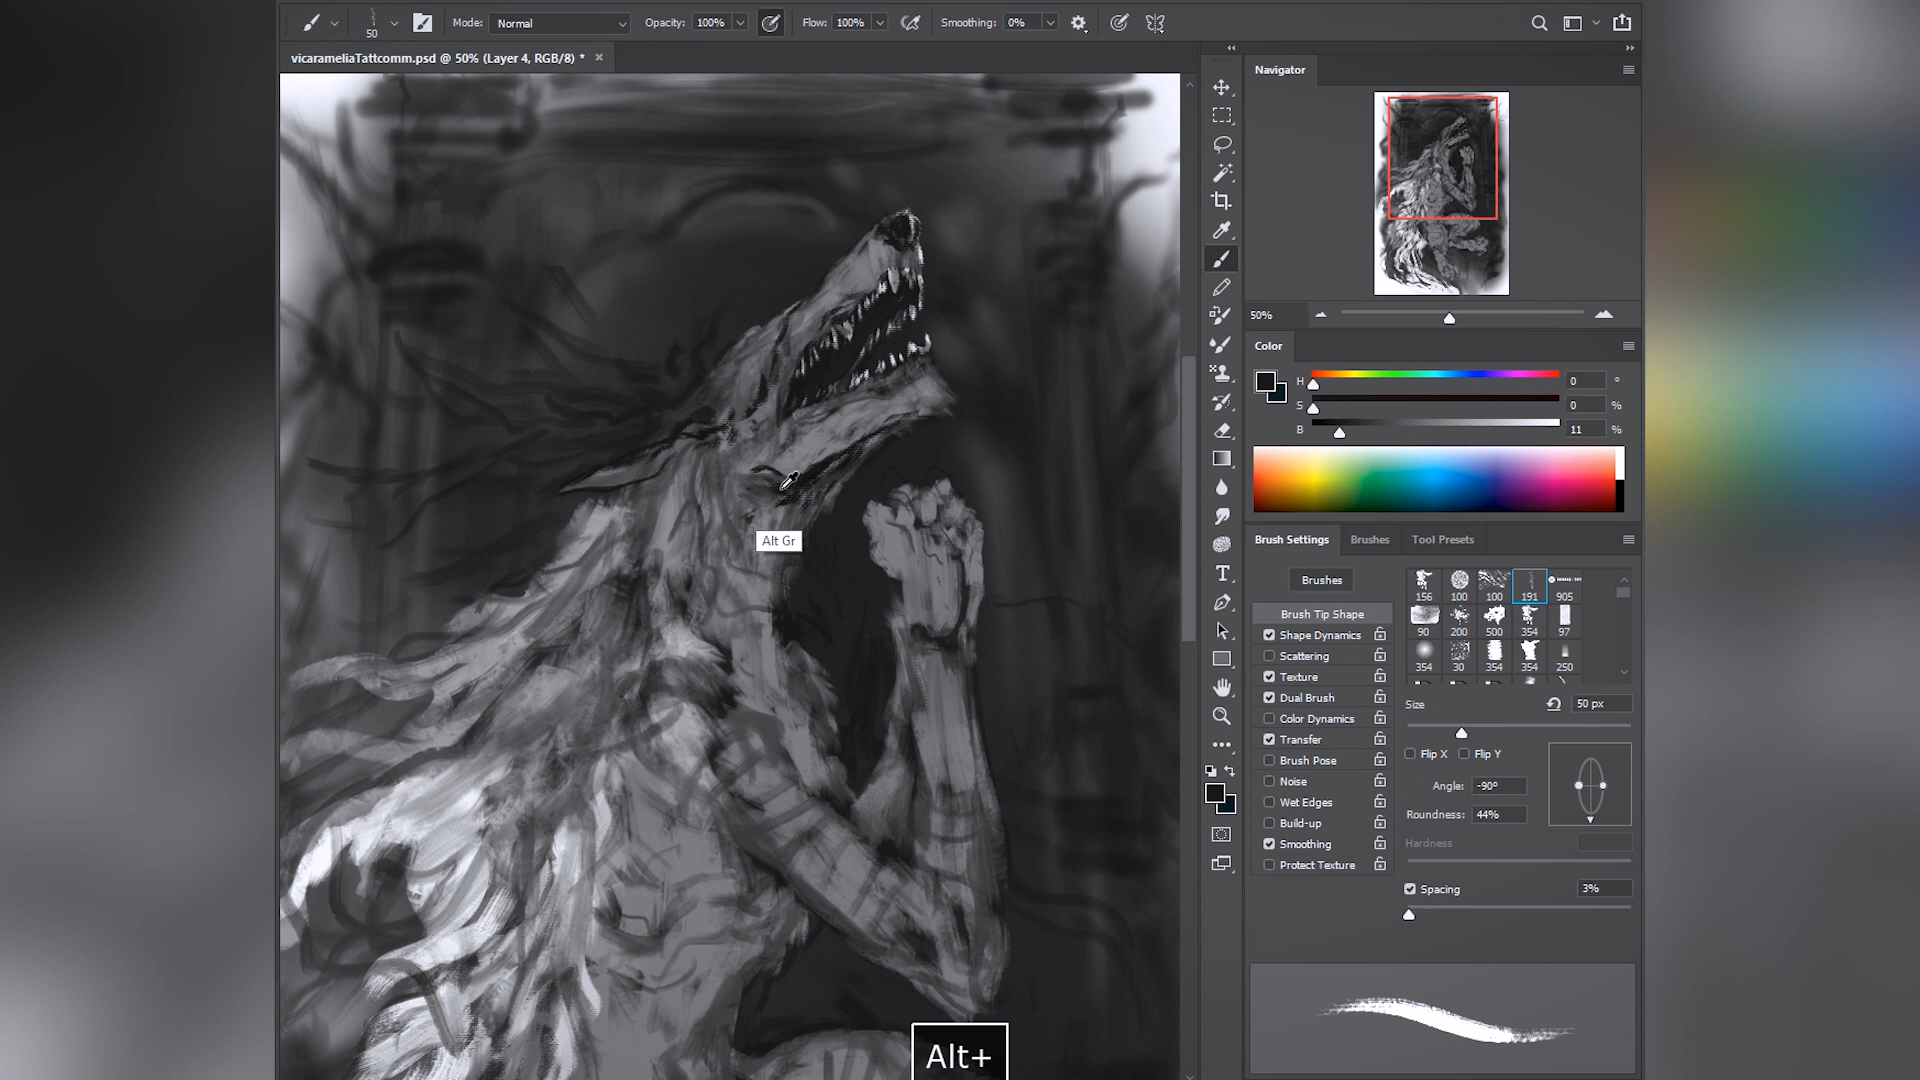 50
Mode:
Normal
Opacity:
100%
Flow:
100%
Smoothing:
0%
vicarameliaTattcomm.psd @ 50% (Layer 4, RGB/8) *
Navigator
50%
Color
H
0
°
S
0
%
B
11
%
Brush Settings
Brushes
Tool Presets
Brushes
156
100
100
191
905
Brush Tip Shape
90
200
500
354
97
Shape Dynamics
Scattering
354
30
354
354
250
Texture
Dual Brush
Size
50 px
Color Dynamics
Transfer
Flip X
Flip Y
Brush Pose
Noise
Angle:
-90°
Wet Edges
Roundness:
44%
Build-up
Smoothing
Hardness
Protect Texture
Spacing
3%
Alt Gr
Alt+